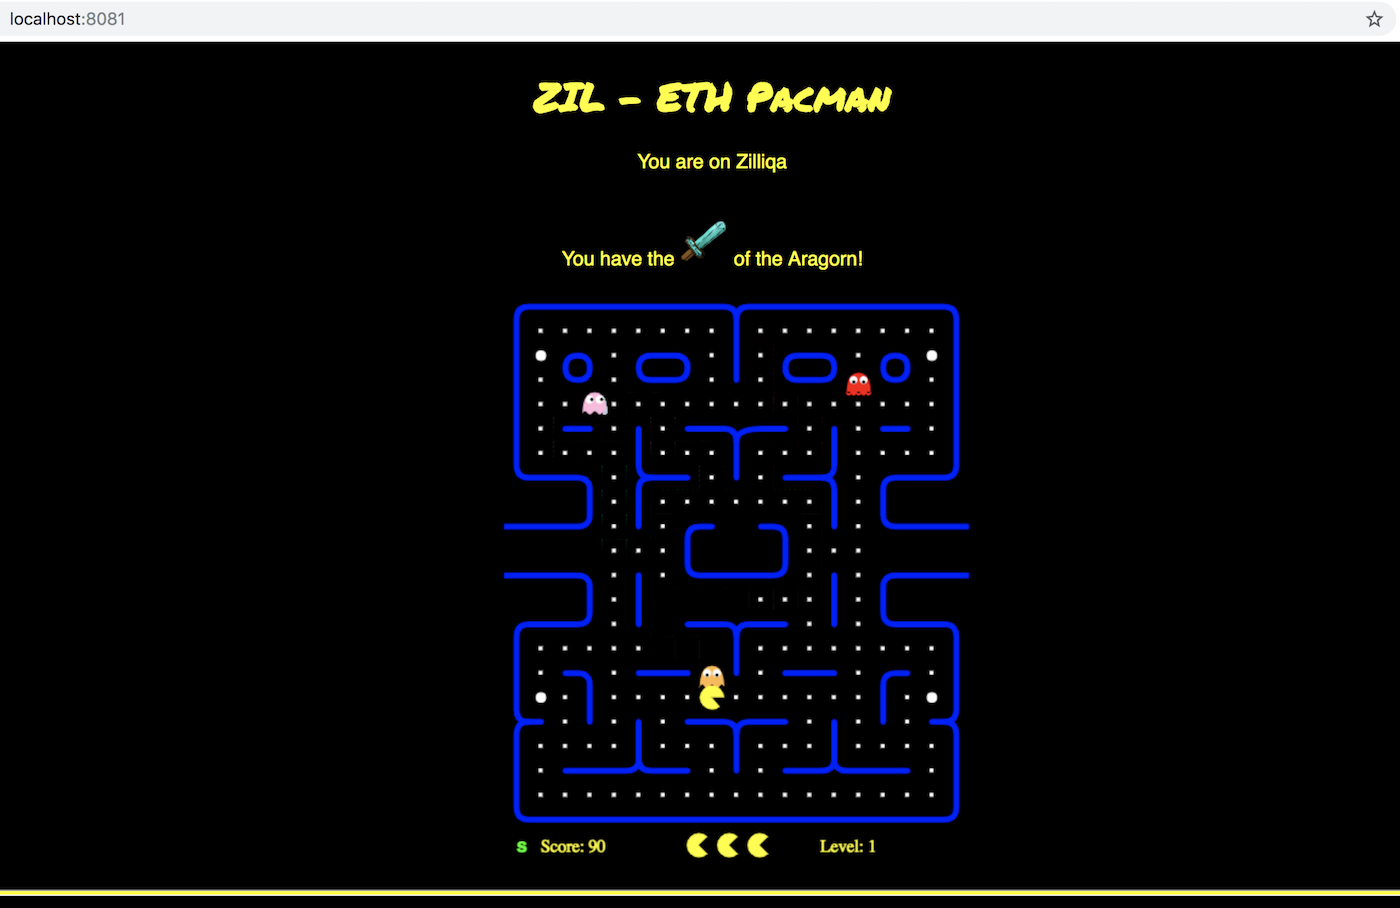 localhost:8081
ZIL - ETH Pacman
You are on Zilliqa
You have the of the Aragorn!
s Score: 90 Level: 1